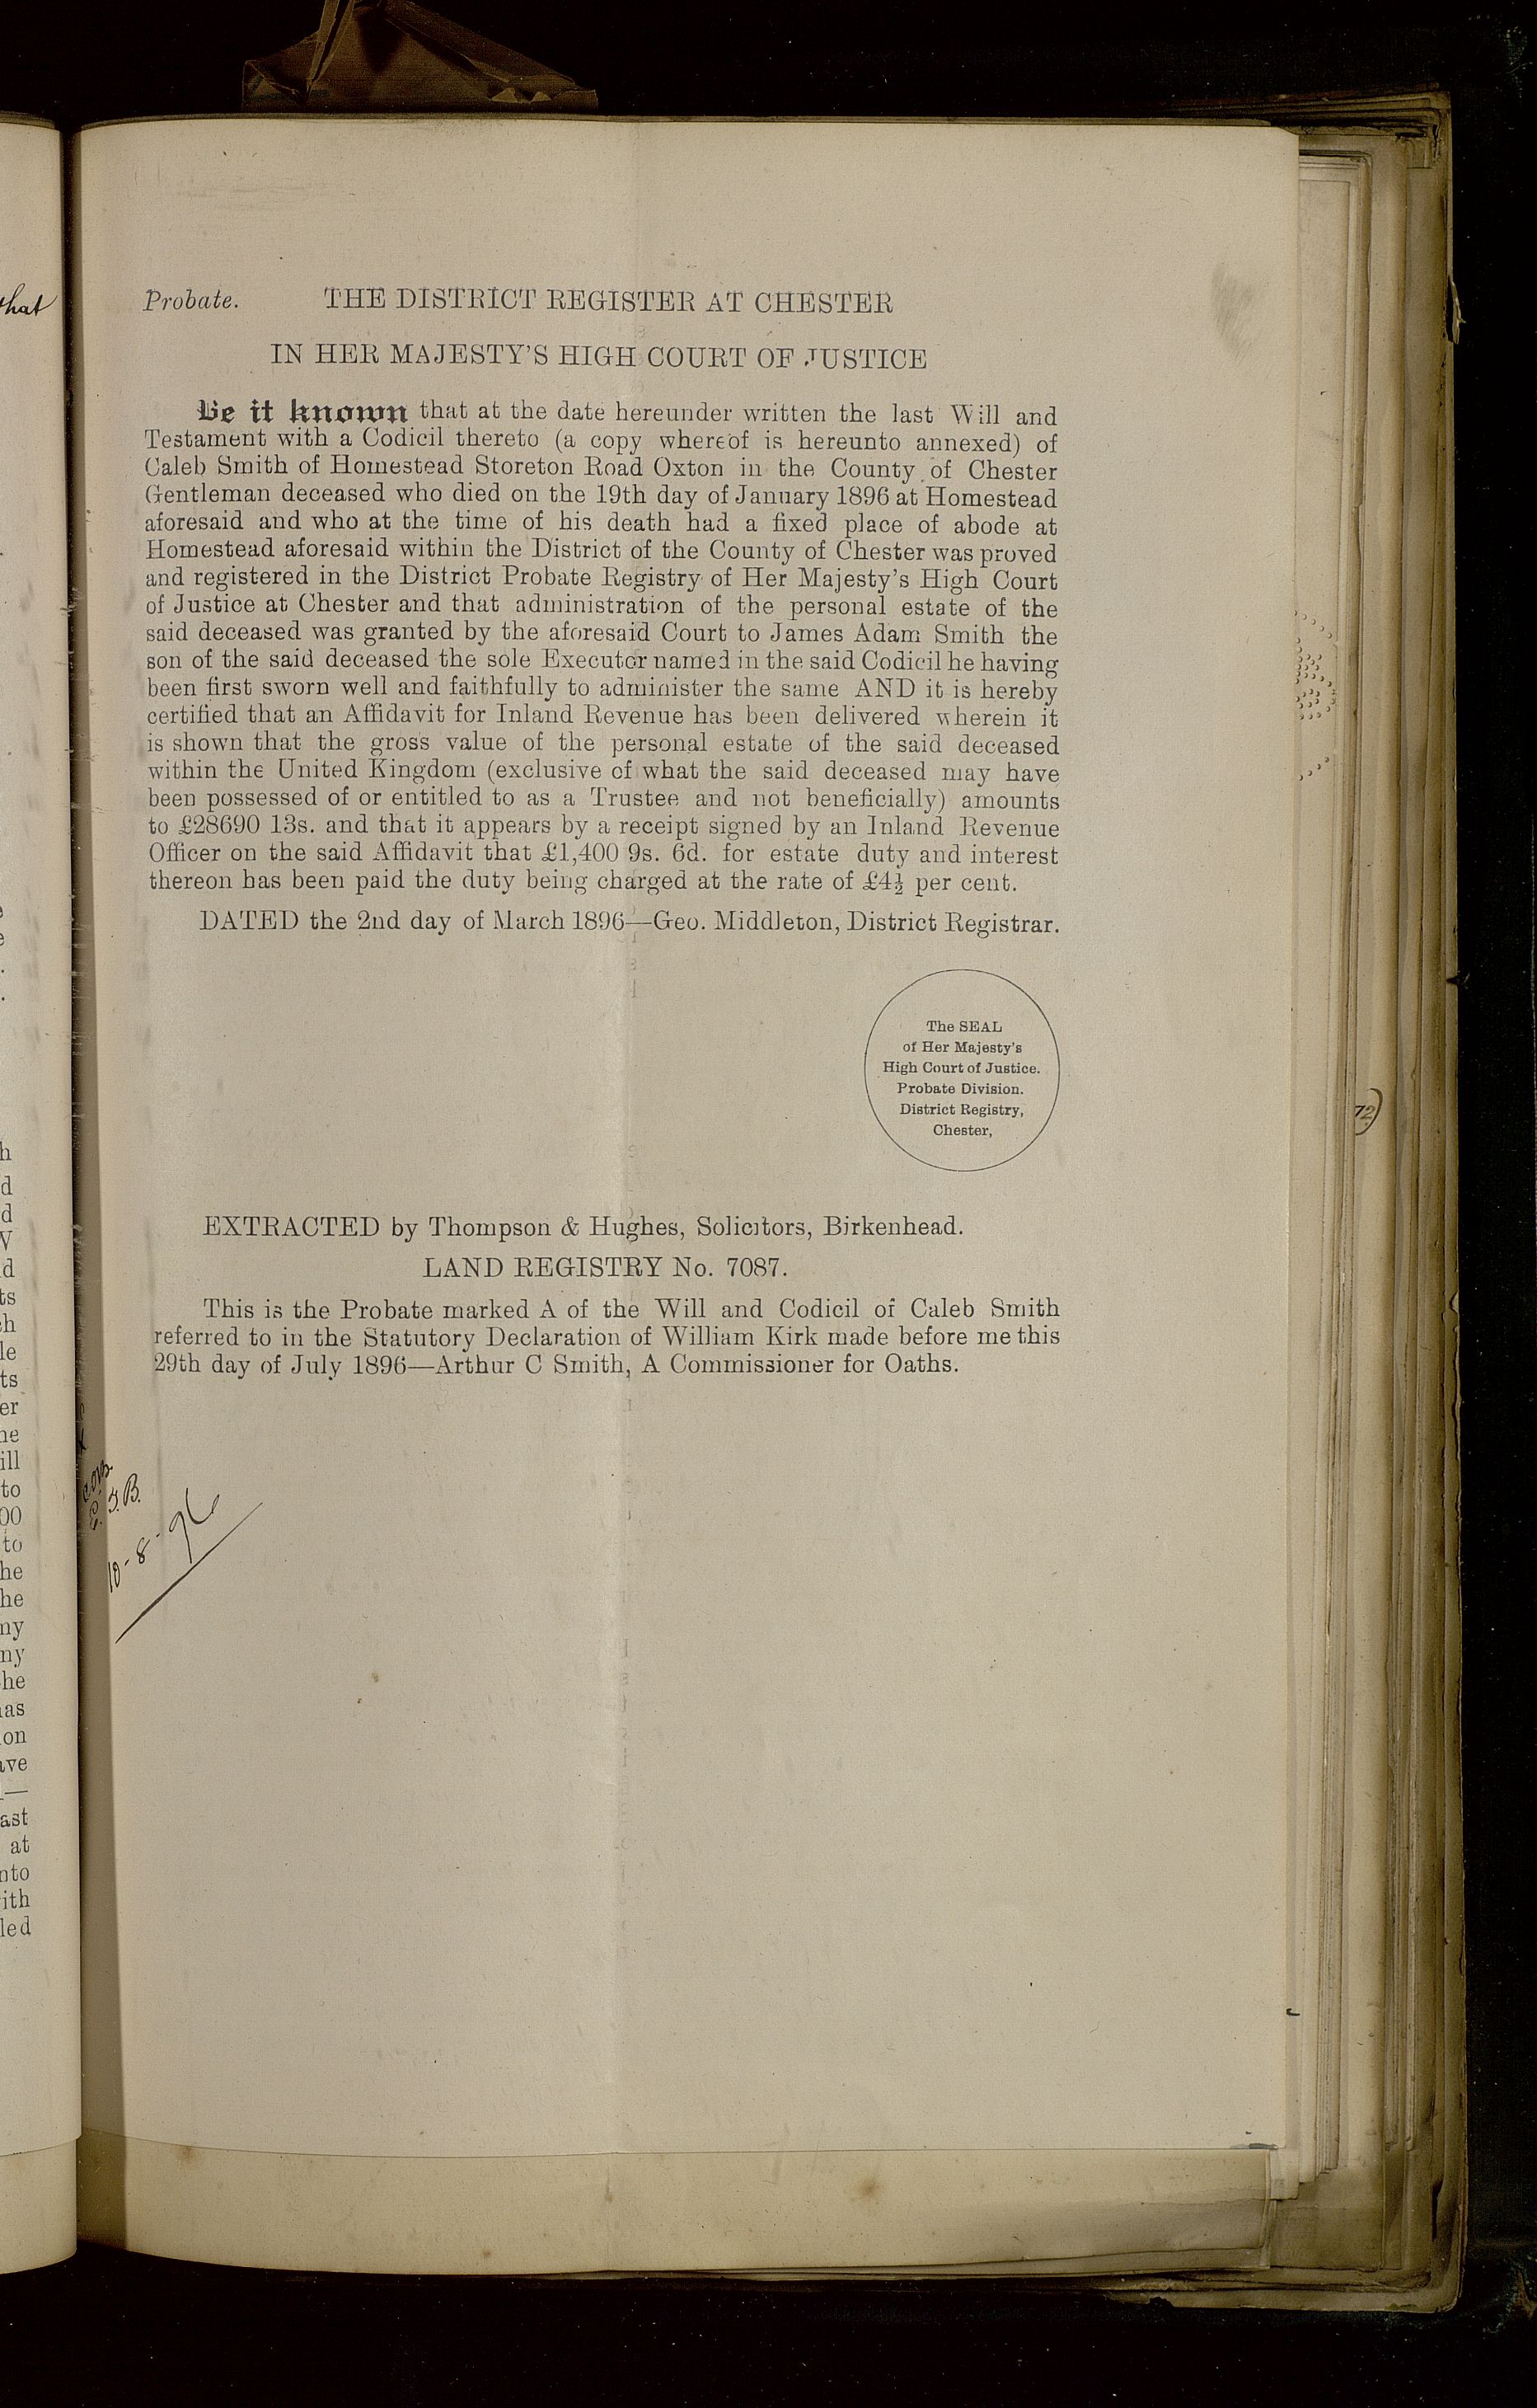 that
Probate. THE DISTRICT REGISTER AT CHESTER
IN HER MAJESTY'S HIGH COURT OF JUSTICE
Be it known that at the date hereunder written the last Will and
Testament with a Codicil thereto (a copy whereof is hereunto annexed) of
Caleb Smith of Homestead Storeton Road Oxton in the County of Chester
Gentleman deceased who died on the 19th day of January 1896 at Homestead
aforesaid and who at the time of his death had a fixed place of abode at
Homestead aforesaid within the District of the County of Chester was proved
and registered in the District Probate Registry of Her Majesty's High Court
of Justice at Chester and that administration of the personal estate of the
said deceased was granted by the aforesaid Court to James Adam Smith the
son of the said deceased the sole Executor named in the said Codicil he having
been first sworn well and faithfully to administer the same AND it is hereby
certified that an Affidavit for Inland Revenue has been delivered wherein it
is shown that the gross value of the personal estate of the said deceased
within the United Kingdom (exclusive of what the said deceased may have
been possessed of or entitled to as a Trustee and not beneficially) amounts
to £28690 13s. and that it appears by a receipt signed by an Inland Revenue
Officer on the said Affidavit that £1,400 9s. 6d. for estate duty and interest
thereon has been paid the duty being charged at the rate of £4½ per cent.
DATED the 2nd day of March 1896—Geo. Middleton, District Registrar.
The SEAL
of Her Majesty's
High Court of Justice.
Probate Division.
District Registry,
Chester,
EXTRACTED by Thompson & Hughes, Solicitors, Birkenhead.
LAND REGISTRY No. 7087.
This is the Probate marked A of the Will and Codicil of Caleb Smith
referred to in the Statutory Declaration of William Kirk made before me this
29th day of July 1896—Arthur C Smith, A Commissioner for Oaths.
10-8-96